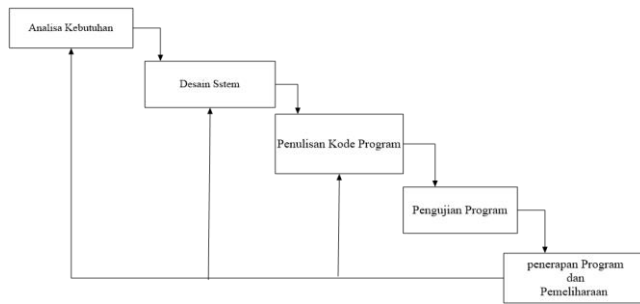 Analisa Kebutuhan
Desain Sstem
Penulisan Kode Program
Pengujian Program
penerapan Program
dan
Pemeliharaan